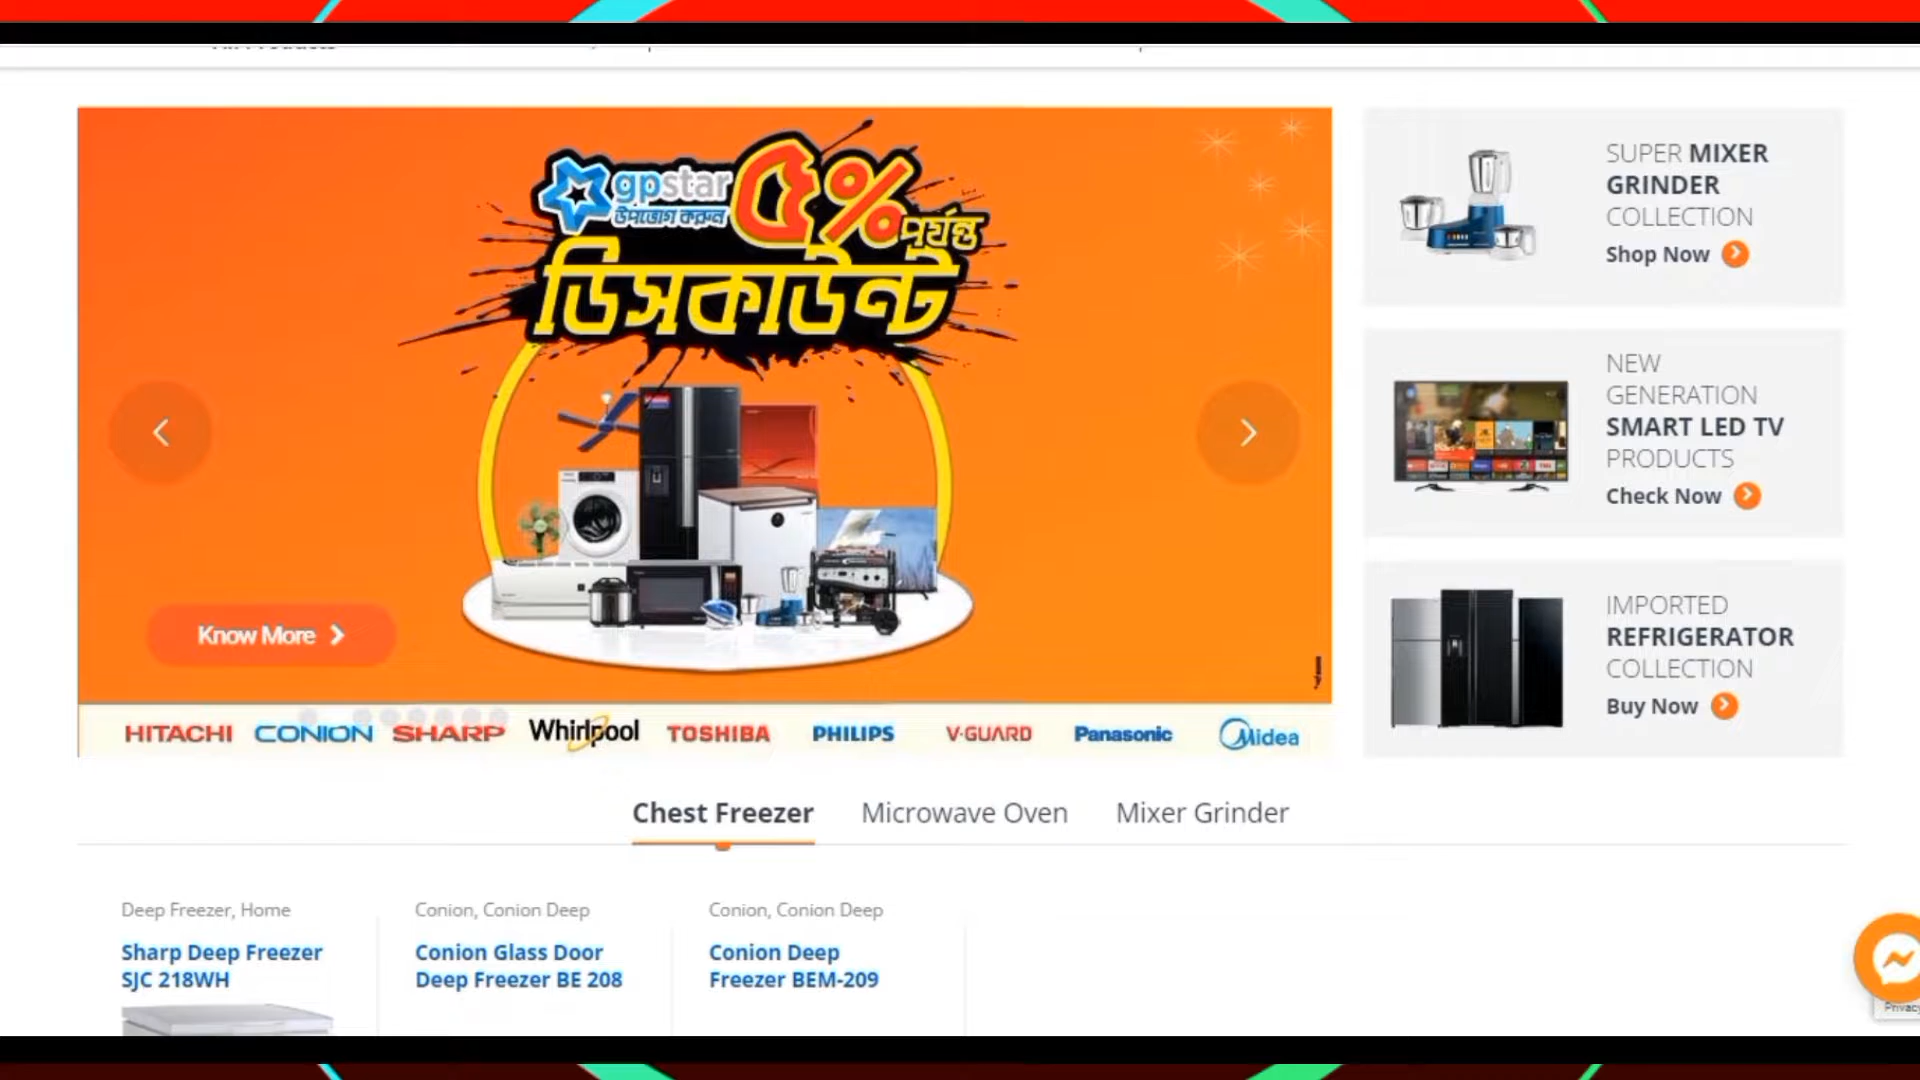 gpstar
উপভোগ করুন
৫%
পর্যন্ত
ডিসকাউন্ট
Know More
HITACHI CONION SHARP Whirlpool TOSHIBA PHILIPS V-GUARD Panasonic Midea
SUPER MIXER
GRINDER
COLLECTION
Shop Now
NEW
GENERATION
SMART LED TV
PRODUCTS
Check Now
IMPORTED
REFRIGERATOR
COLLECTION
Buy Now
Chest Freezer Microwave Oven Mixer Grinder
Deep Freezer, Home
Sharp Deep Freezer
SJC 218WH
Conion, Conion Deep
Conion Glass Door
Deep Freezer BE 208
Conion, Conion Deep
Conion Deep
Freezer BEM-209
Privacy